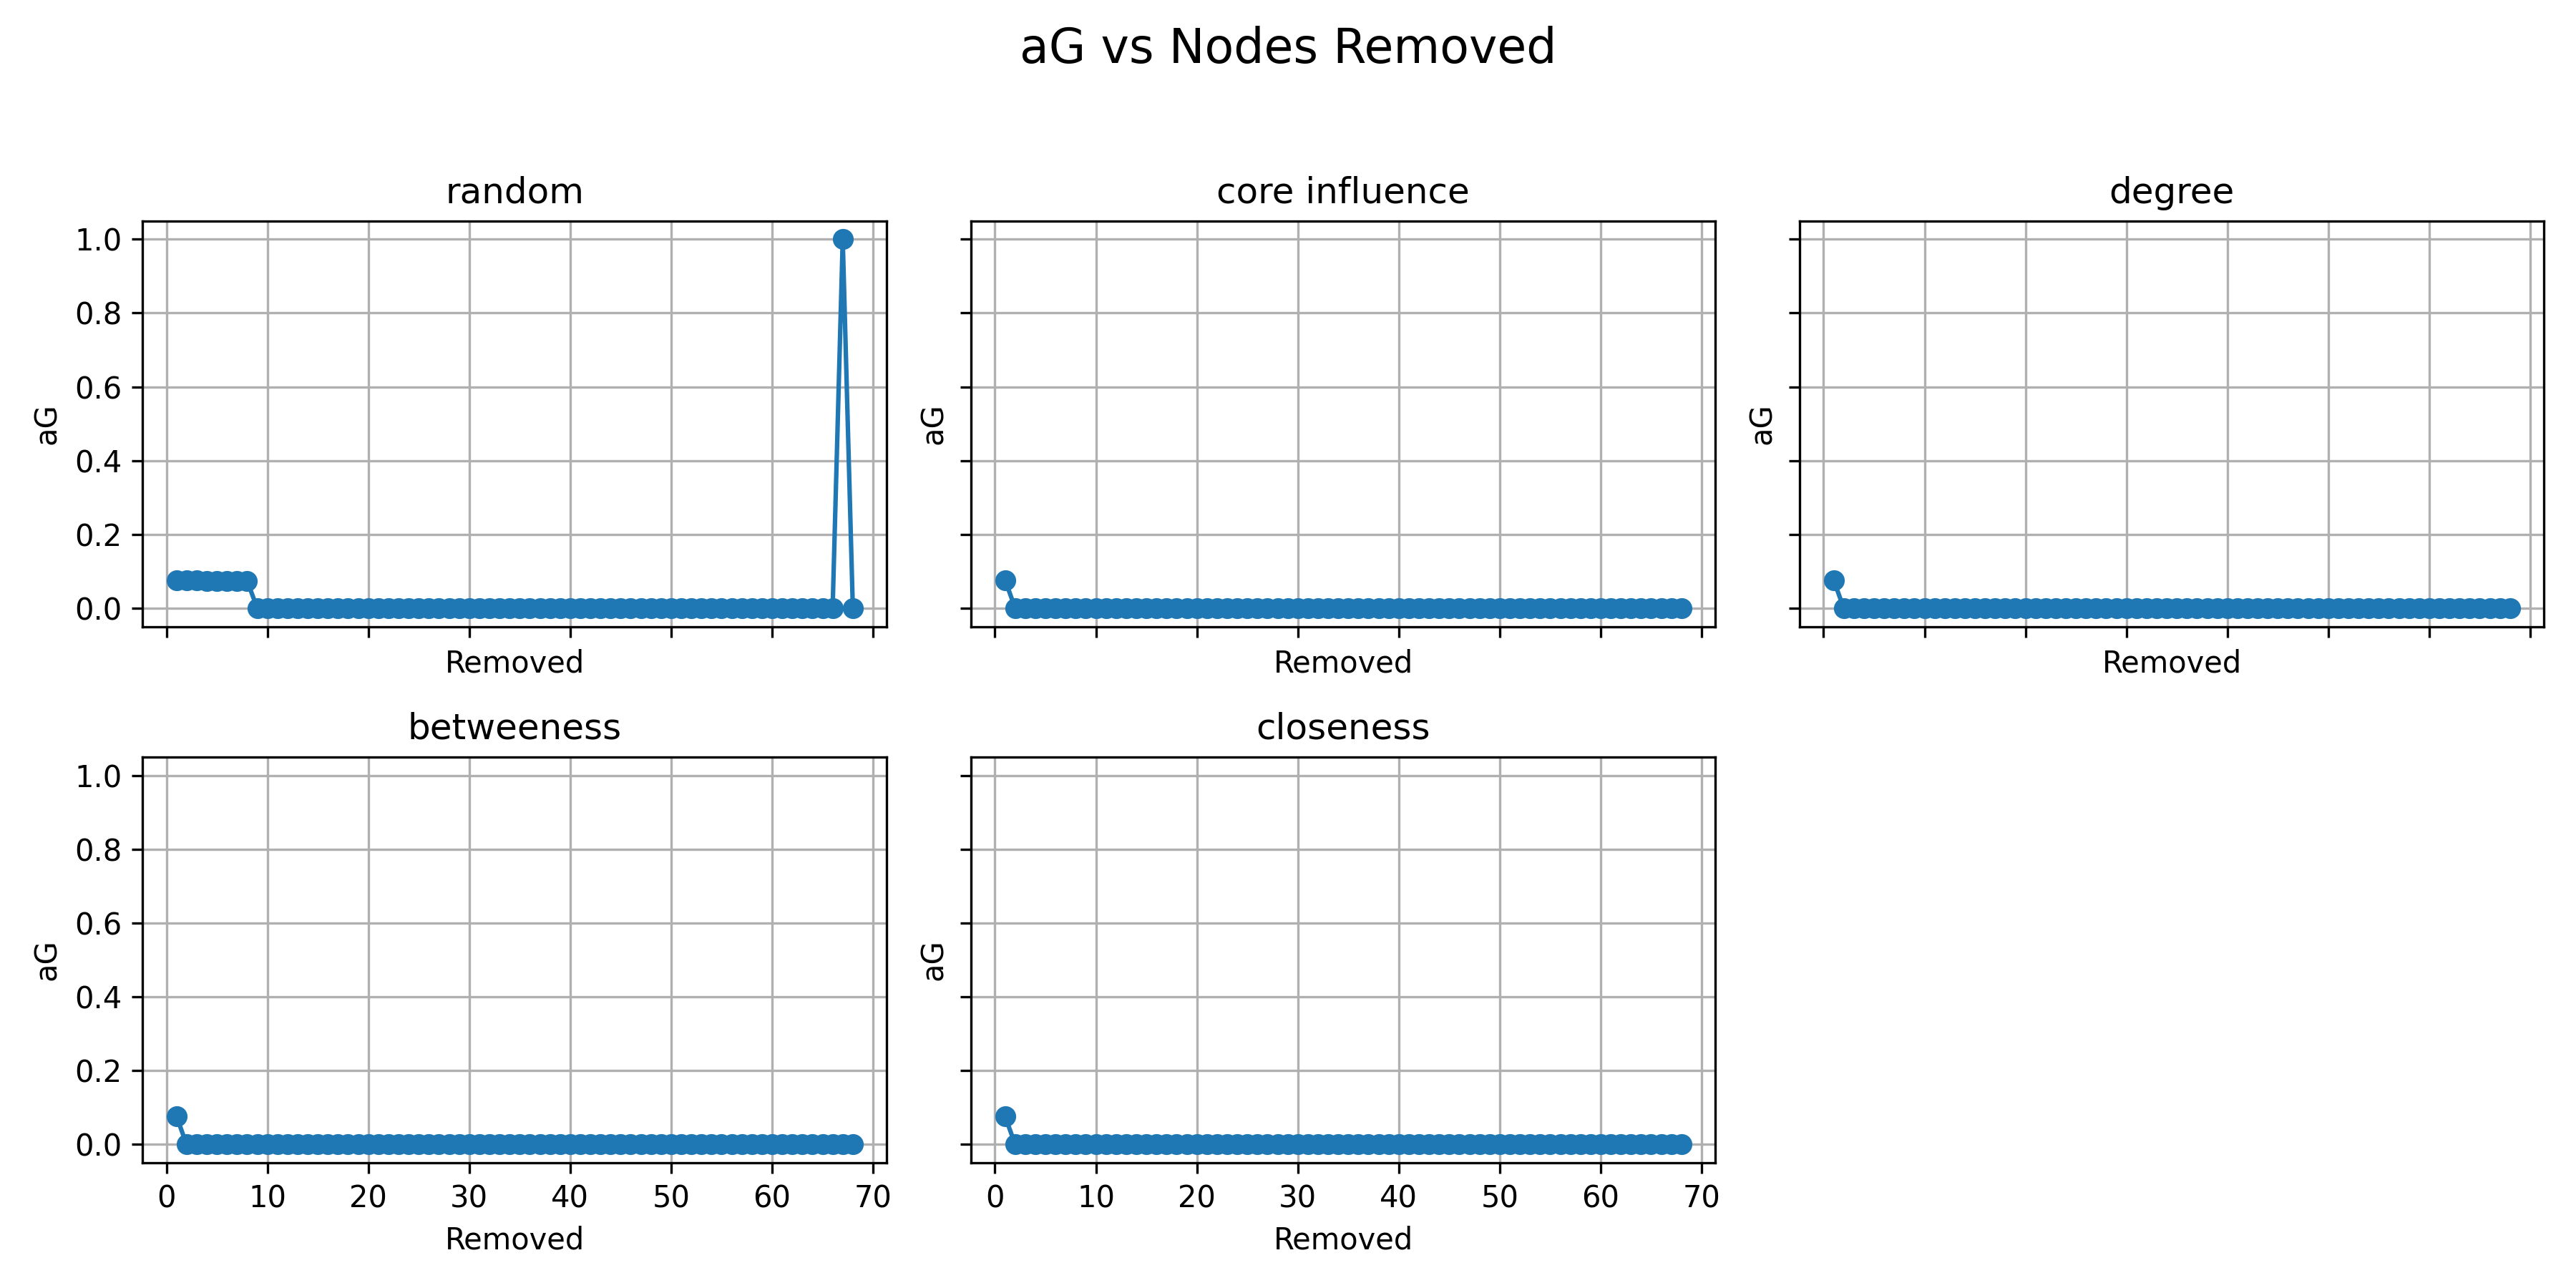 aG vs Nodes Removed
random
core influence
degree
1.0
0.8
0.6
0.4
0.2
0.0
aG
aG
aG
Removed
Removed
Removed
betweeness
closeness
1.0
0.8
0.6
0.4
0.2
0.0
aG
aG
0 10 20 30 40 50 60 70
0 10 20 30 40 50 60 70
Removed
Removed